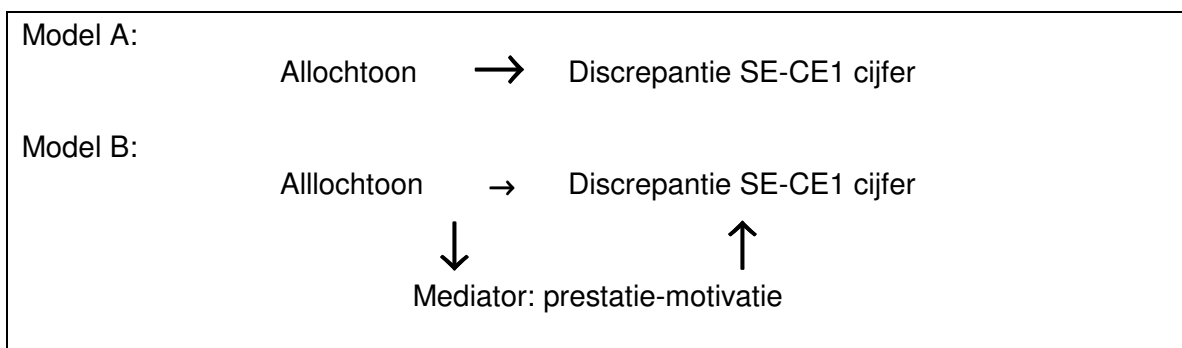 Model A:
Allochtoon → Discrepantie SE-CE1 cijfer
Model B:
Alllochtoon → Discrepantie SE-CE1 cijfer
↓ ↑
Mediator: prestatie-motivatie